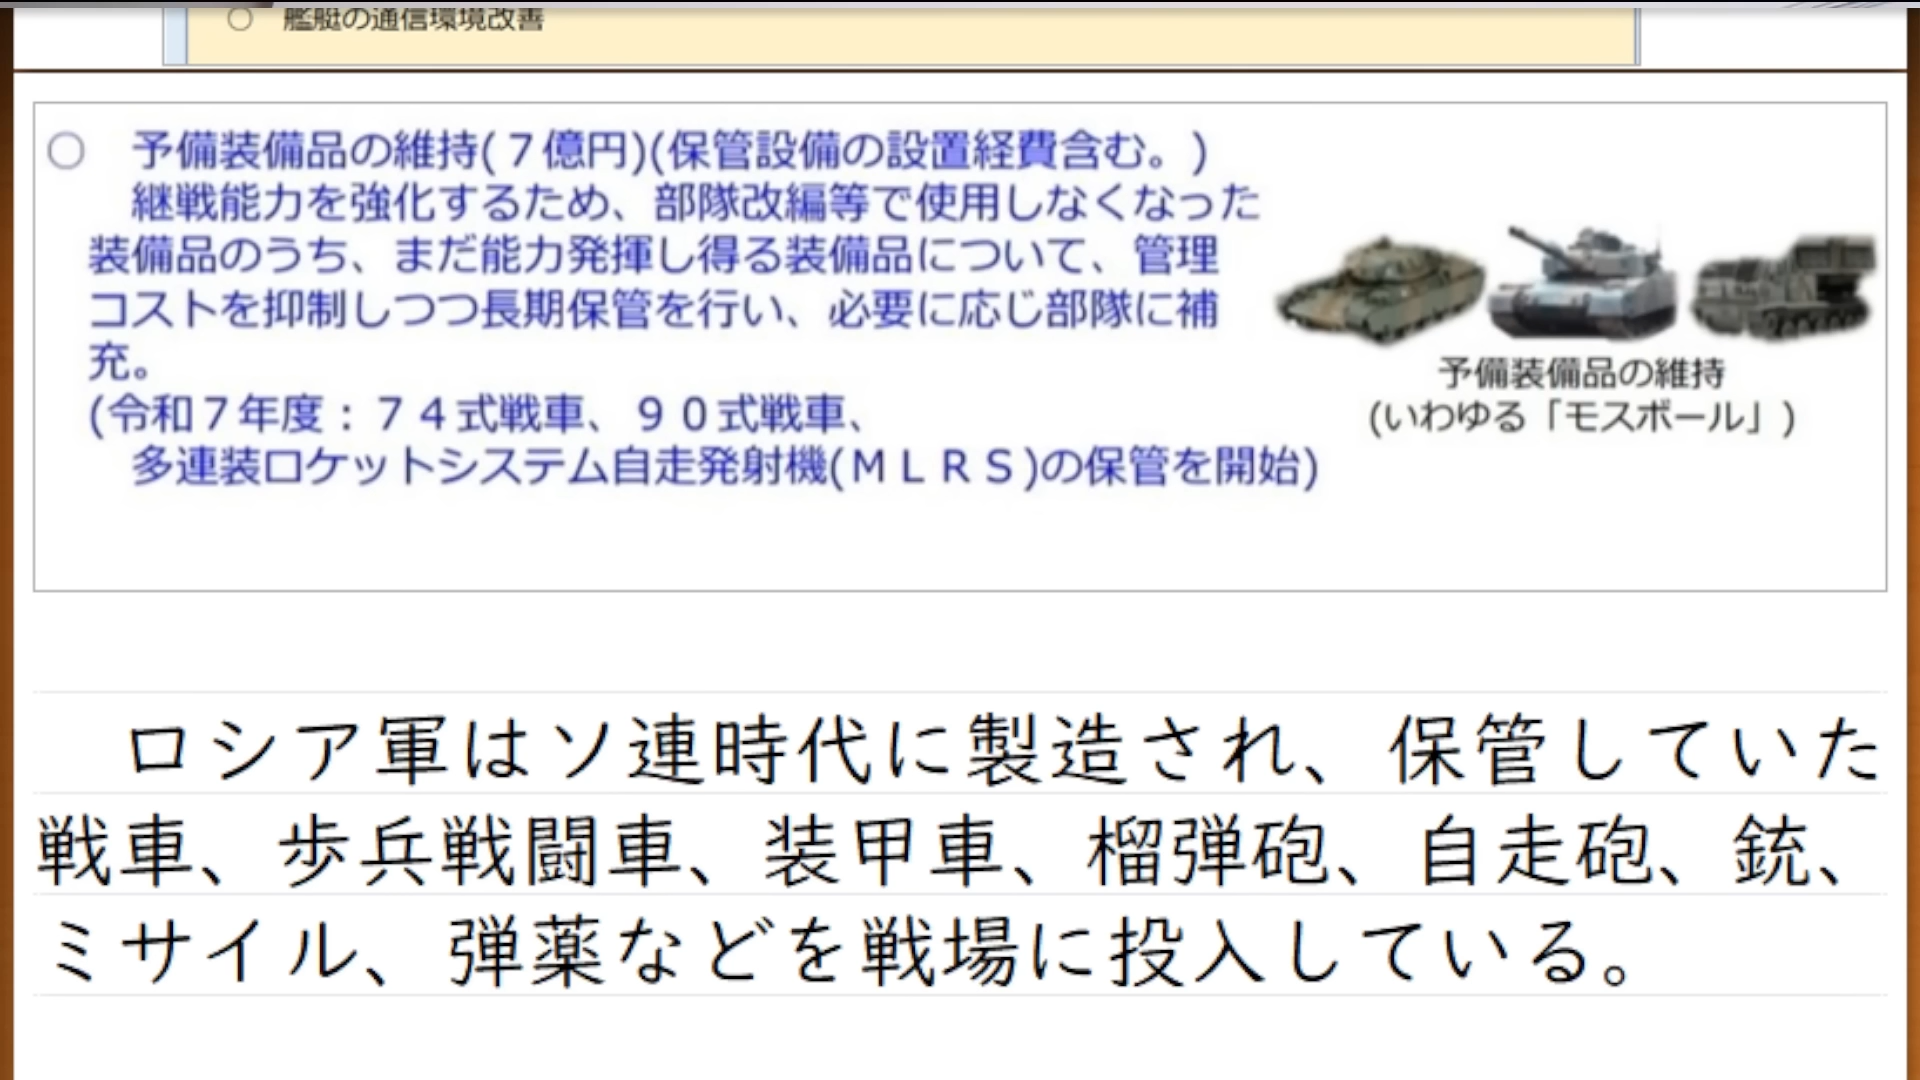 ○ 艦艇の通信環境改善
○ 予備装備品の維持(７億円)(保管設備の設置経費含む。)
継戦能力を強化するため、部隊改編等で使用しなくなった
装備品のうち、まだ能力発揮し得る装備品について、管理
コストを抑制しつつ長期保管を行い、必要に応じ部隊に補
充。
(令和７年度：７４式戦車、９０式戦車、
多連装ロケットシステム自走発射機(ＭＬＲＳ)の保管を開始)
予備装備品の維持
(いわゆる「モスボール」)
ロシア軍はソ連時代に製造され、保管していた
戦車、歩兵戦闘車、装甲車、榴弾砲、自走砲、銃、
ミサイル、弾薬などを戦場に投入している。